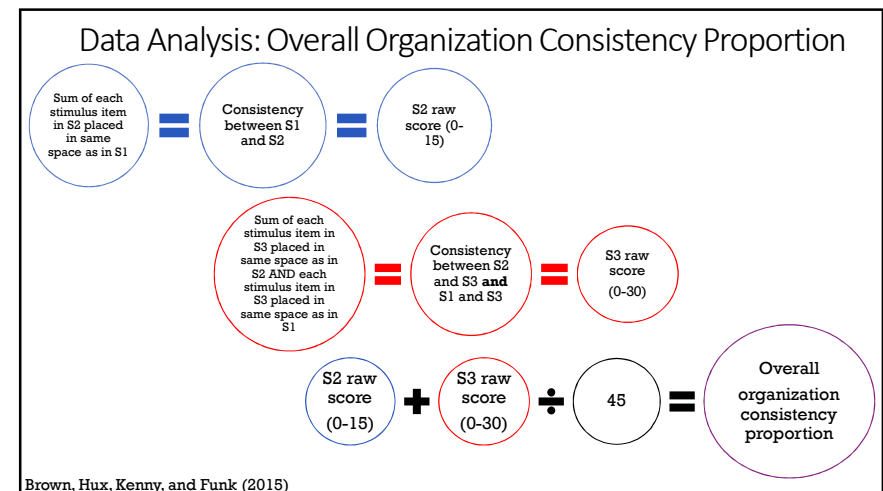 Data Analysis: Overall Organization Consistency Proportion
Sum of each
stimulus item
in S2 placed
in same
space as in S1
=
Consistency
between S1
and S2
=
S2 raw
score (0-
15)
Sum of each
stimulus item in
S3 placed in
same space as in
S2 AND each
stimulus item in
S3 placed in
same space as in
S1
=
Consistency
between S2
and S3 and
S1 and S3
=
S3 raw
score
(0-30)
S2 raw
score
(0-15)
+
S3 raw
score
(0-30)
÷
45
=
Overall
organization
consistency
proportion
Brown, Hux, Kenny, and Funk (2015)